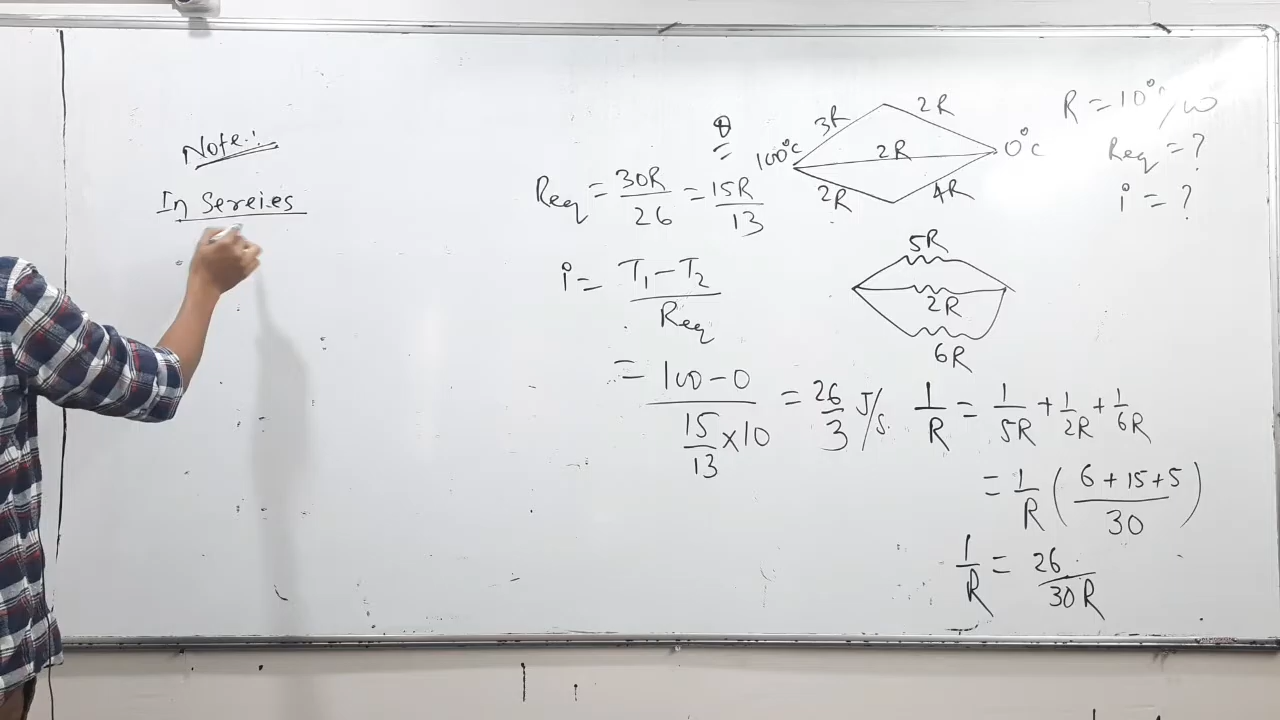 Note :
In Sereies
θ =
3R 2R
100°c 2R 0°c
2R 4R
R = 10°c/w
Req = ?
i = ?
Req = 30R/26 = 15R/13
5R
2R
6R
i = T₁-T₂/Req
= 100-0/(15/13 x 10) = 26/3 J/s.
1/R = 1/5R + 1/2R + 1/6R
= 1/R ( 6+15+5/30 )
1/R = 26/30R